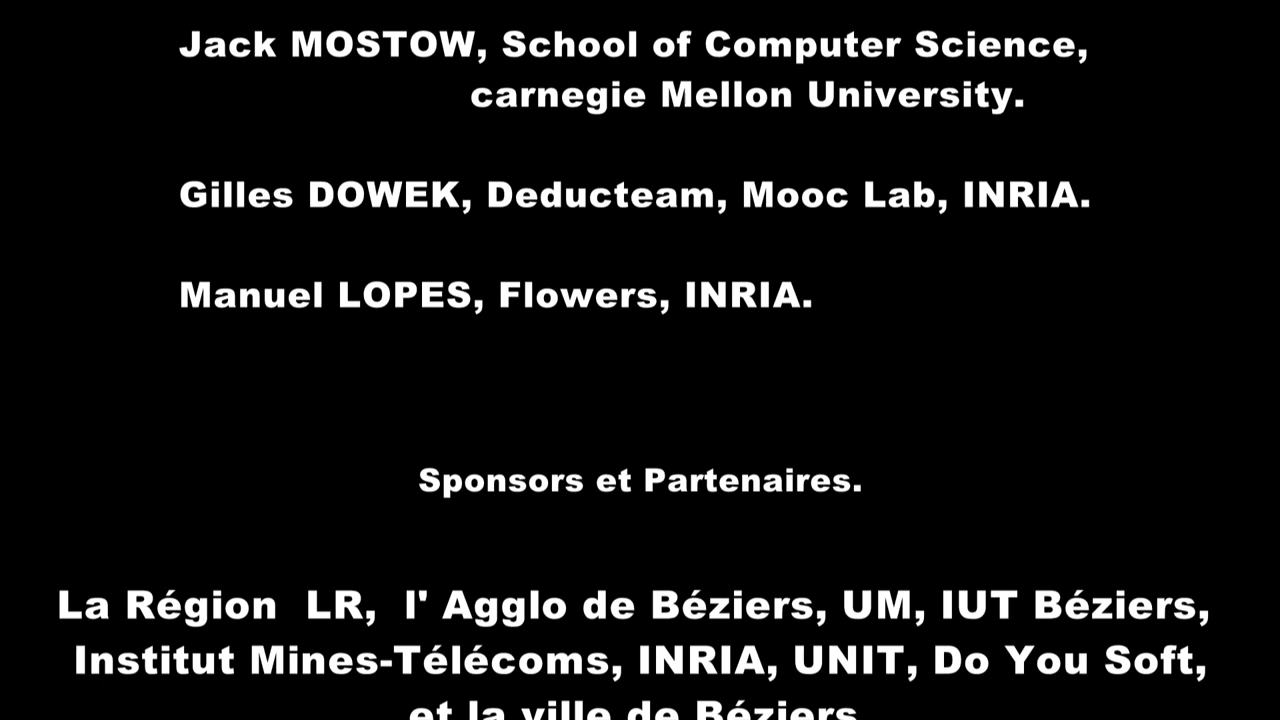 Jack MOSTOW, School of Computer Science,
carnegie Mellon University.
Gilles DOWEK, Deducteam, Mooc Lab, INRIA.
Manuel LOPES, Flowers, INRIA.
Sponsors et Partenaires.
La Région LR, l' Agglo de Béziers, UM, IUT Béziers,
Institut Mines-Télécoms, INRIA, UNIT, Do You Soft,
et la ville de Béziers